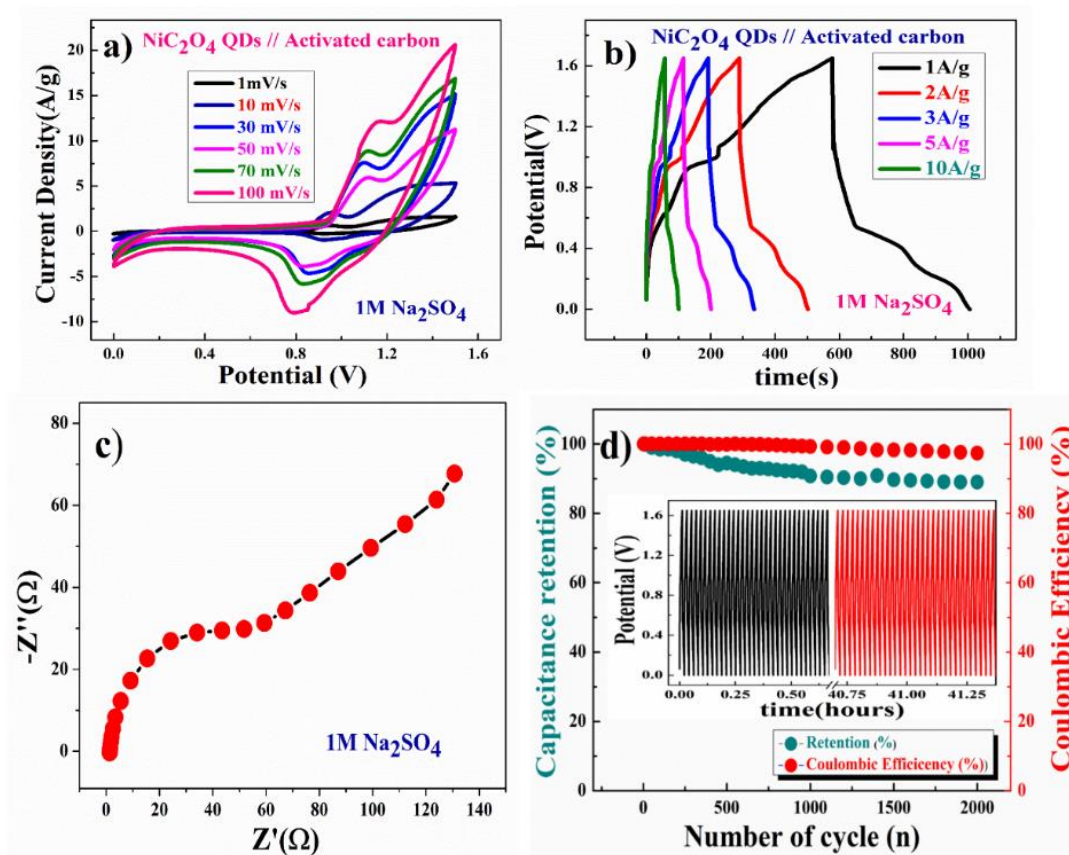 a)
NiC2O4 QDs // Activated carbon
1mV/s
10 mV/s
30 mV/s
50 mV/s
70 mV/s
100 mV/s
1M Na2SO4
Current Density(A/g)
20
15
10
5
0
-5
-10
0.0 0.4 0.8 1.2 1.6
Potential (V)
b)
NiC2O4 QDs // Activated carbon
1A/g
2A/g
3A/g
5A/g
10A/g
1M Na2SO4
Potential(V)
1.6
1.2
0.8
0.4
0.0
0 200 400 600 800 1000
time(s)
c)
1M Na2SO4
-Z''(Ω)
80
60
40
20
0
0 20 40 60 80 100 120 140
Z'(Ω)
d)
Capacitance retention (%)
100
80
60
40
20
0
Coulombic Efficiency (%)
100
80
60
40
20
0
Potential (V)
1.6
1.2
0.8
0.4
0.0
0.00 0.25 0.50 40.75 41.00 41.25
time(hours)
Retention (%)
Coulombic Efficicency (%))
0 500 1000 1500 2000
Number of cycle (n)